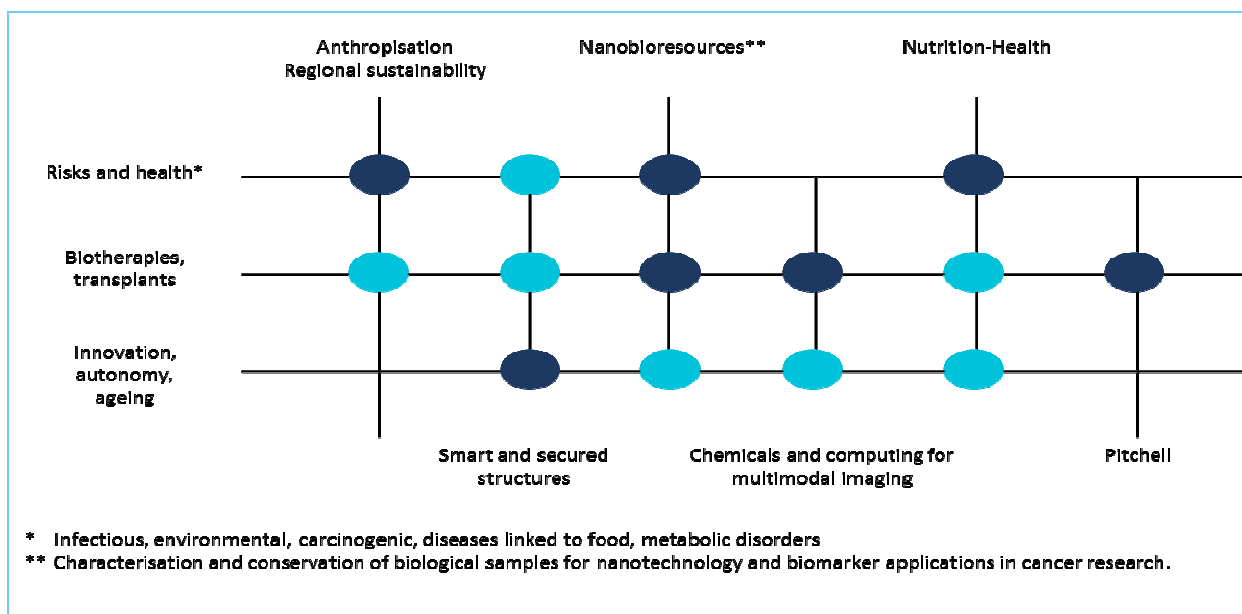 Anthropisation
Regional sustainability
Nanobioresources**
Nutrition-Health
Risks and health*
Biotherapies,
transplants
Innovation,
autonomy,
ageing
Smart and secured
structures
Chemicals and computing for
multimodal imaging
Pitchell
* Infectious, environmental, carcinogenic, diseases linked to food, metabolic disorders
** Characterisation and conservation of biological samples for nanotechnology and biomarker applications in cancer research.